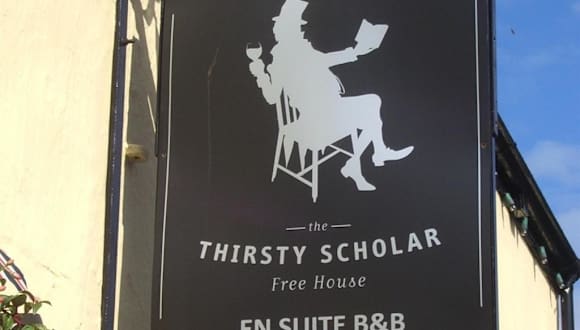 the
THIRSTY SCHOLAR
Free House
EN SUITE B&B